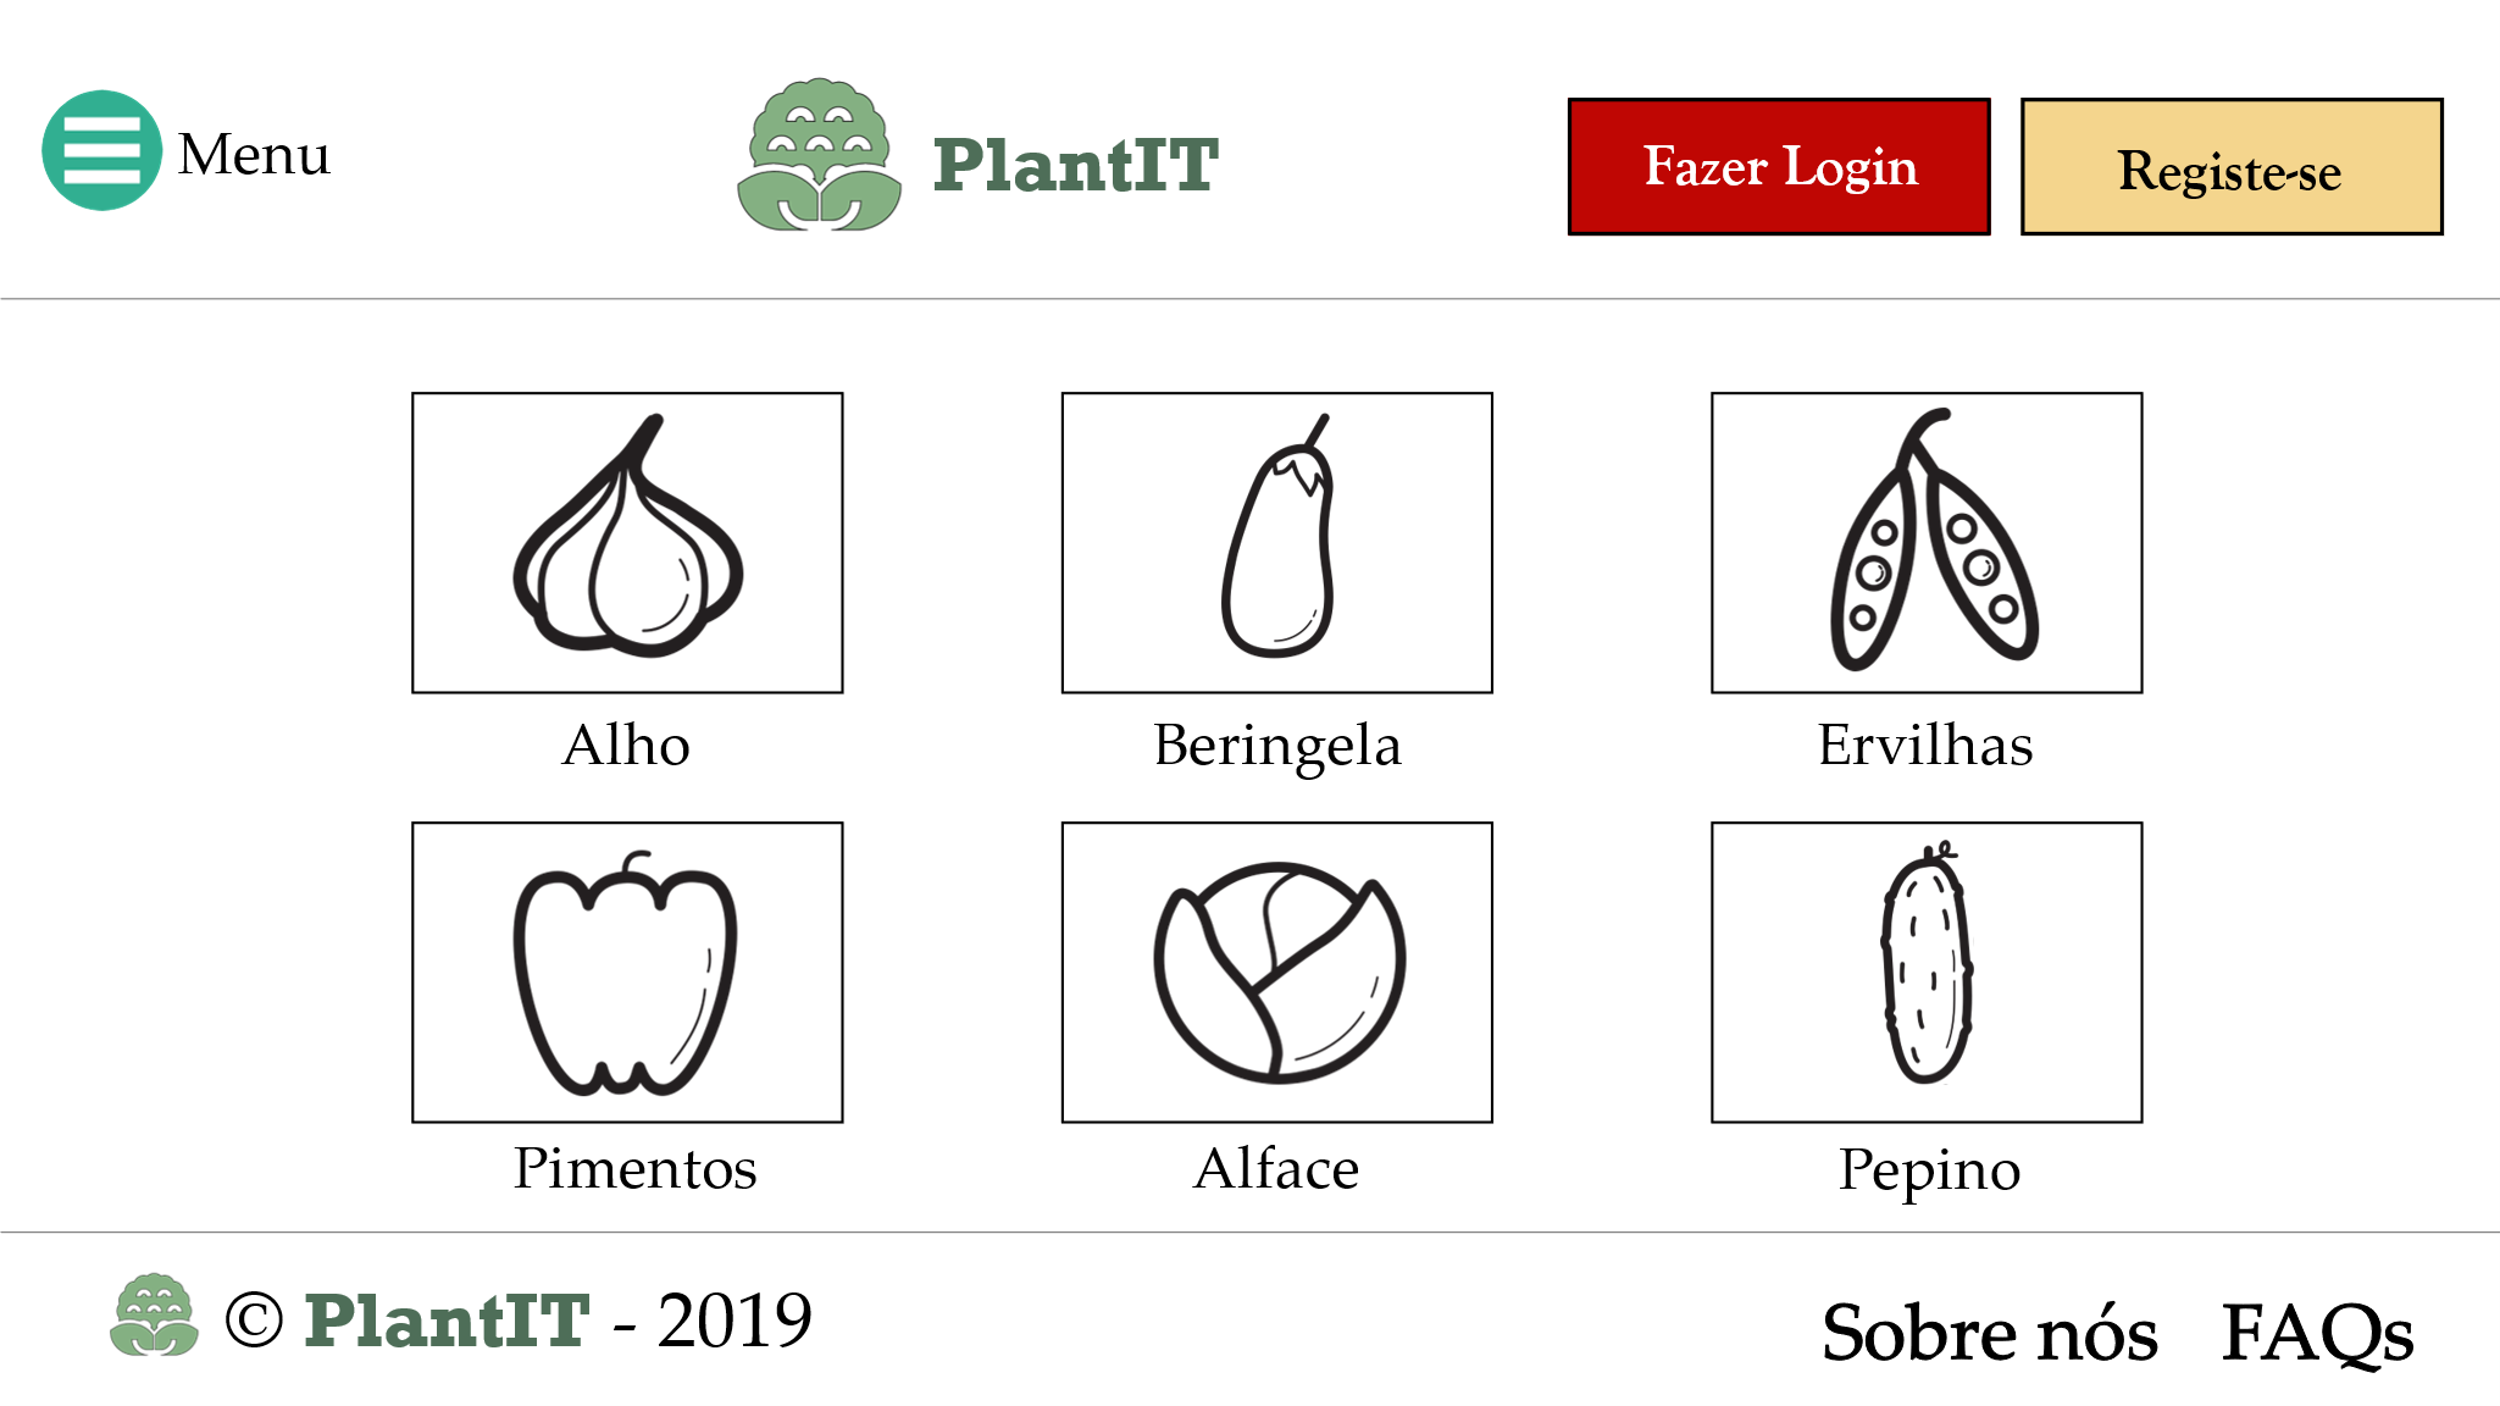 Menu
PlantIT
Fazer Login
Registe-se
Alho
Beringela
Ervilhas
Pimentos
Alface
Pepino
© PlantIT - 2019
Sobre nós
FAQs